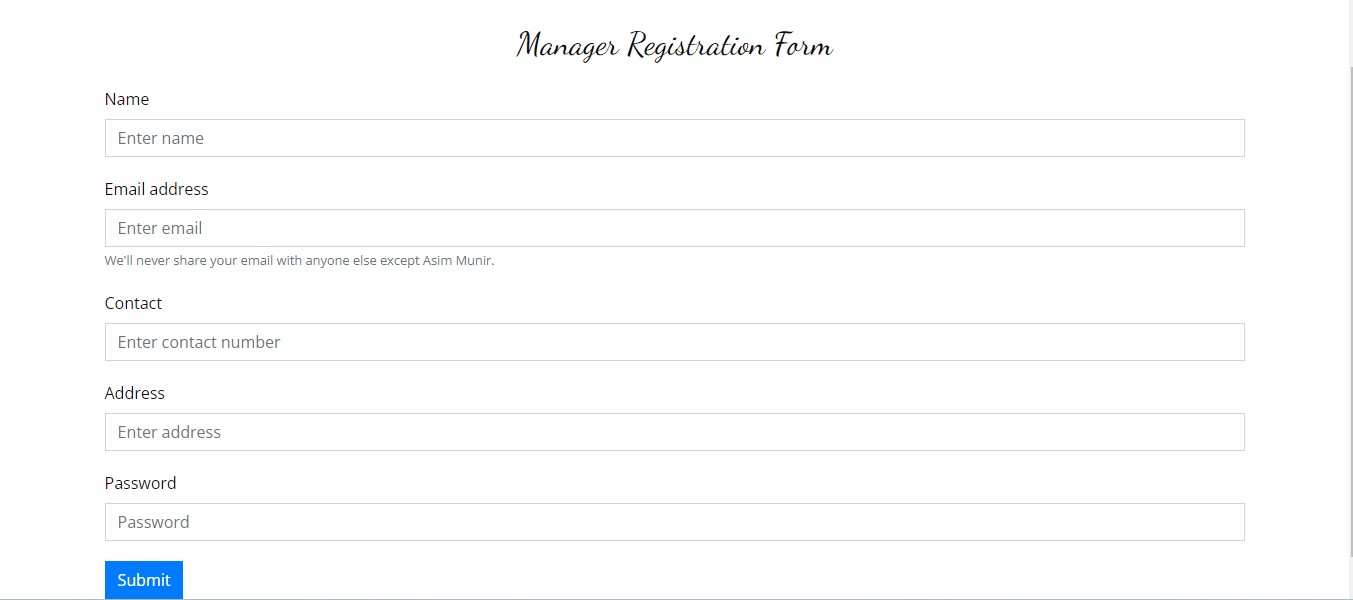 Manager Registration Form
Name
Enter name
Email address
Enter email
We'll never share your email with anyone else except Asim Munir.
Contact
Enter contact number
Address
Enter address
Password
Password
Submit